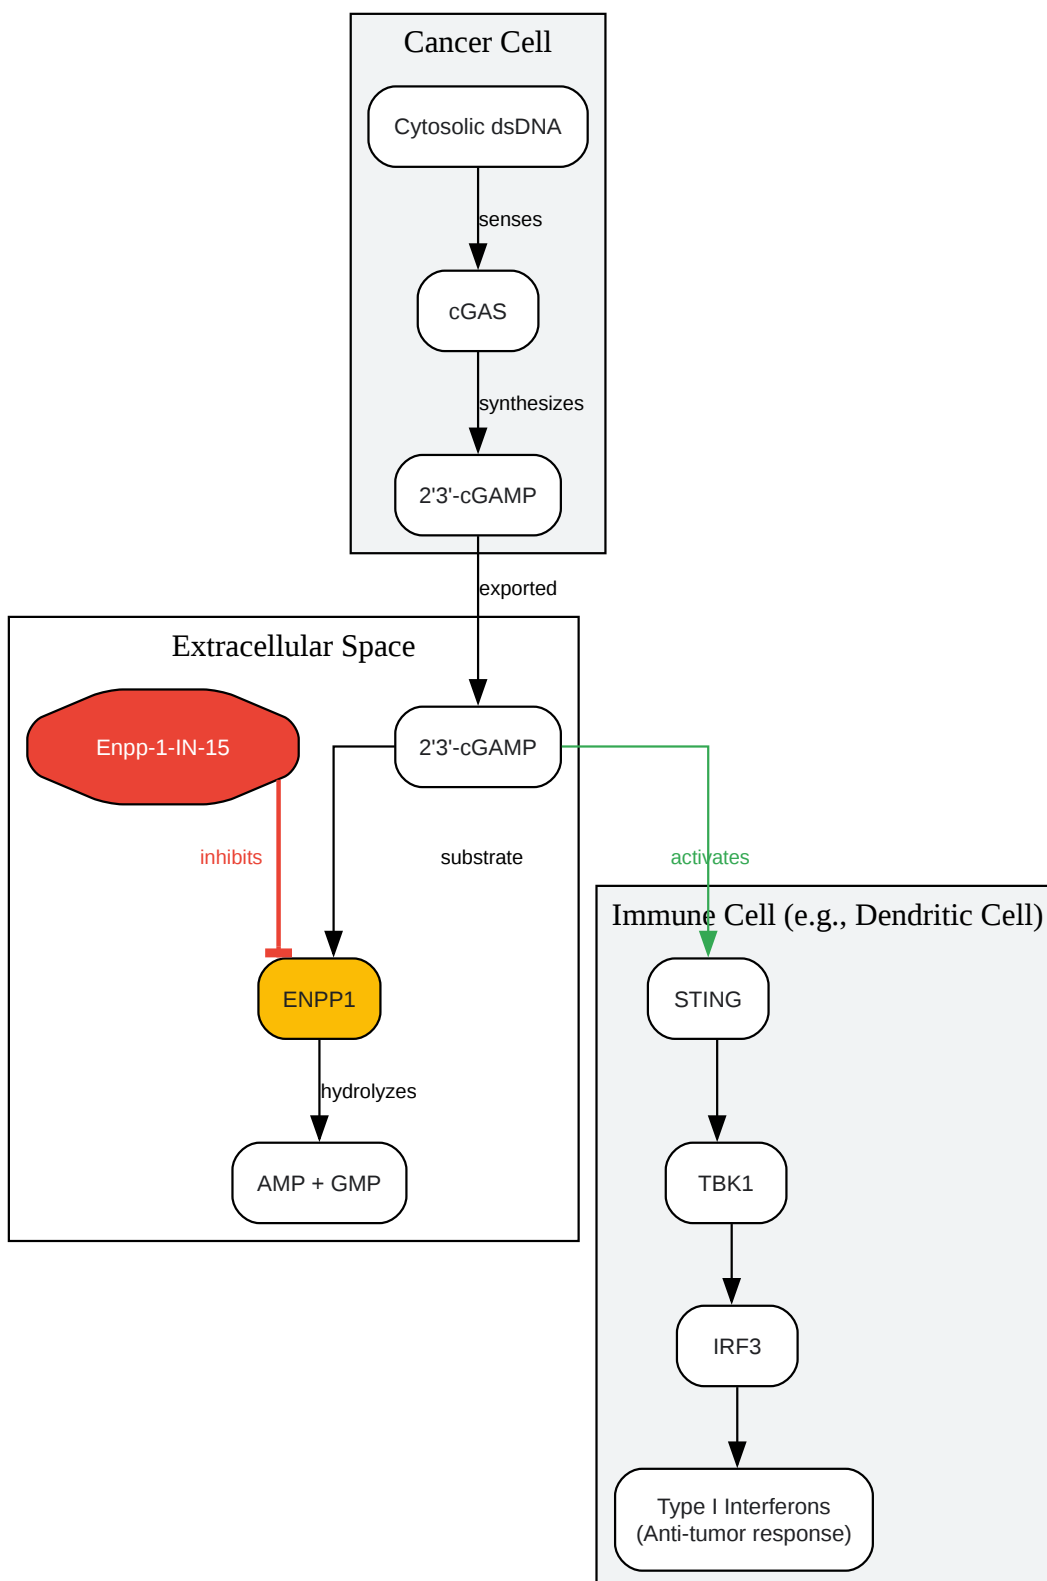 Cancer Cell
Cytosolic dsDNA
senses
cGAS
synthesizes
2'3'-cGAMP
exported
Extracellular Space
Enpp-1-IN-15
2'3'-cGAMP
inhibits
substrate
activates
Immune Cell (e.g., Dendritic Cell)
ENPP1
STING
hydrolyzes
AMP + GMP
TBK1
IRF3
Type I Interferons
(Anti-tumor response)